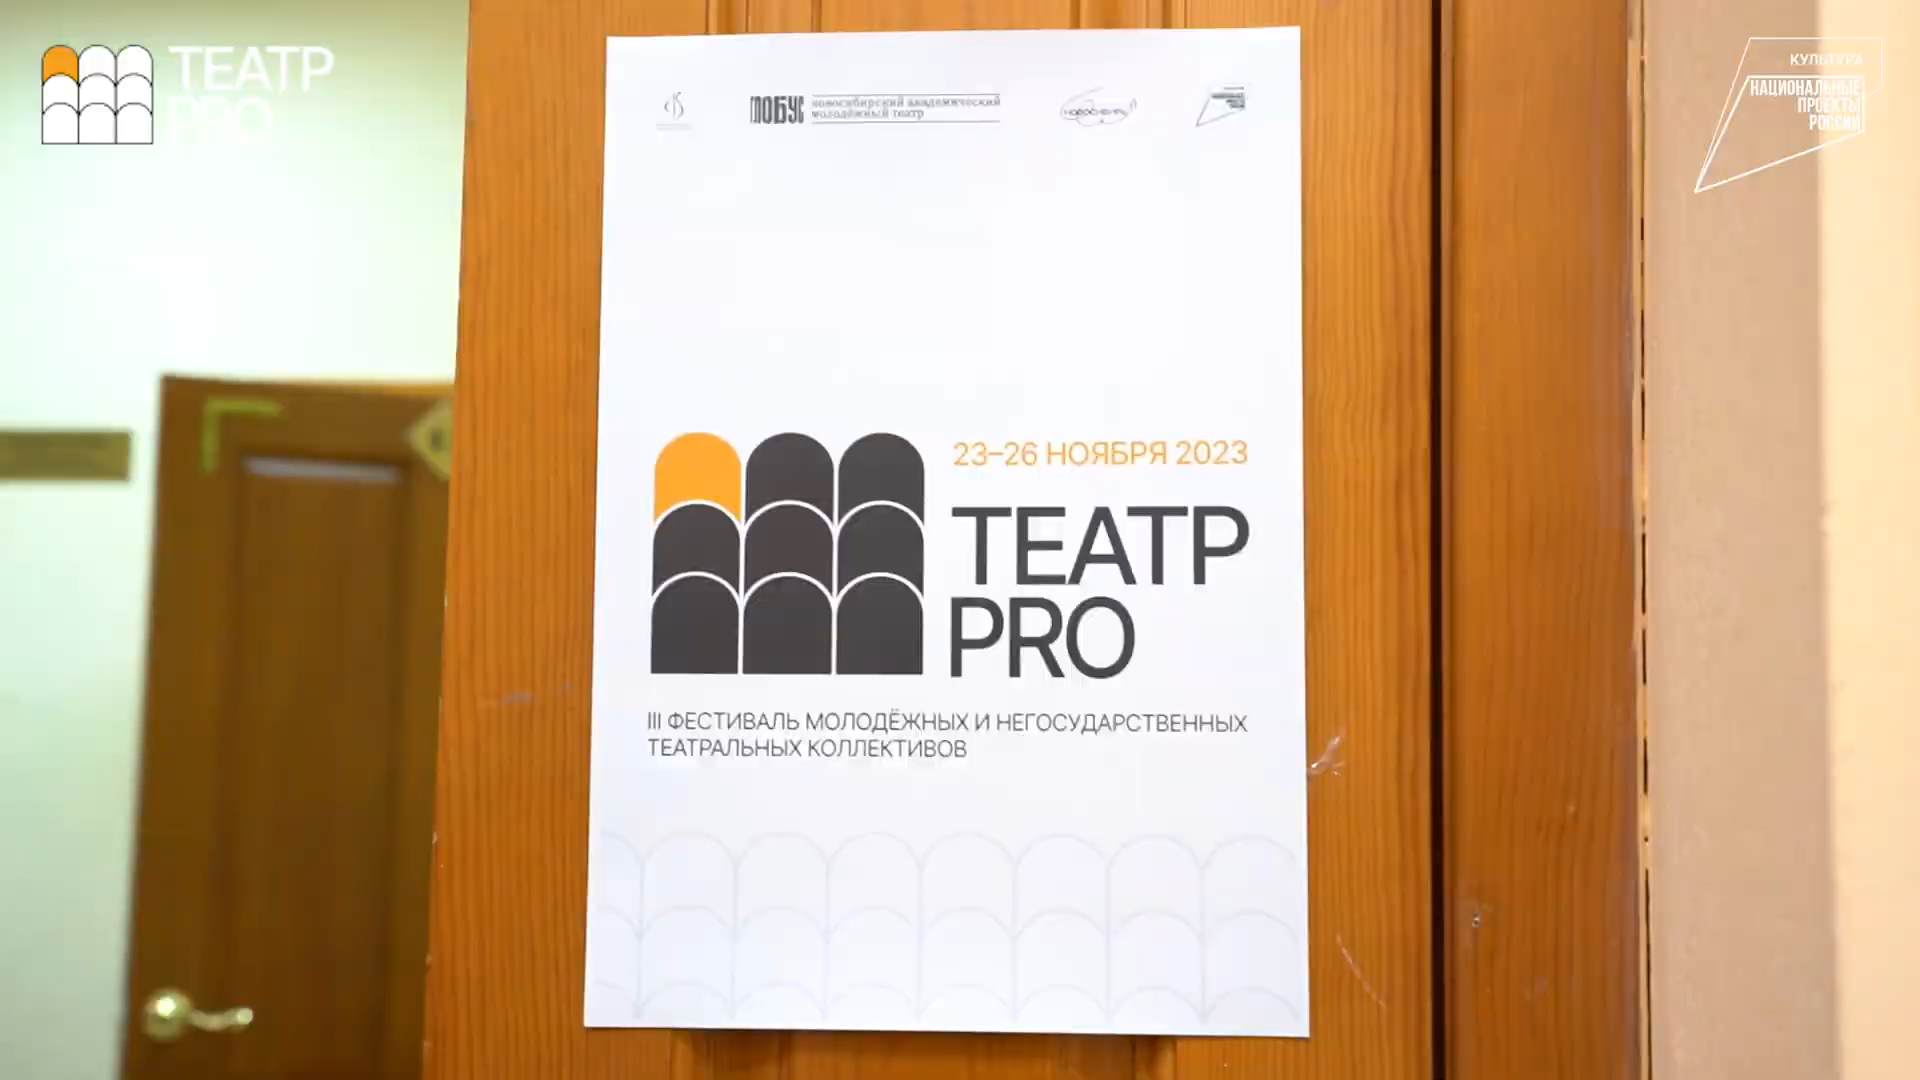 ТЕАТР
PRO
КУЛЬТУРА
НАЦИОНАЛЬНЫЕ
ПРОЕКТЫ
РОССИИ
ГЛОБУС
новосибирский академический
молодёжный театр
23–26 НОЯБРЯ 2023
ТЕАТР
PRO
III ФЕСТИВАЛЬ МОЛОДЁЖНЫХ И НЕГОСУДАРСТВЕННЫХ
ТЕАТРАЛЬНЫХ КОЛЛЕКТИВОВ